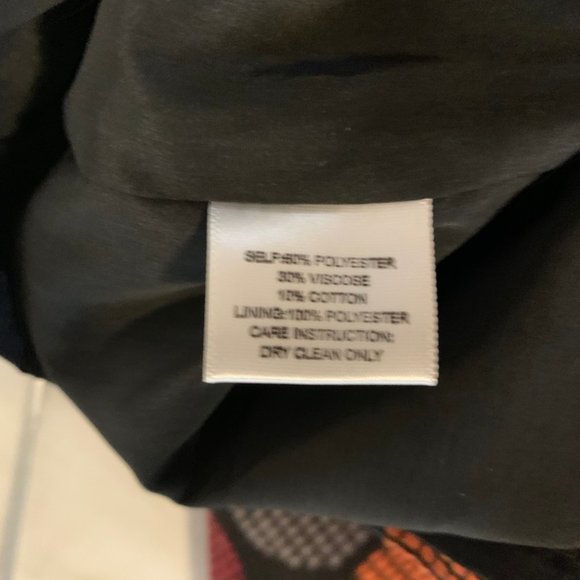 SELF:60% POLYESTER
30% VISCOSE
10% COTTON
LINING:100% POLYESTER
CARE INSTRUCTION:
DRY CLEAN ONLY